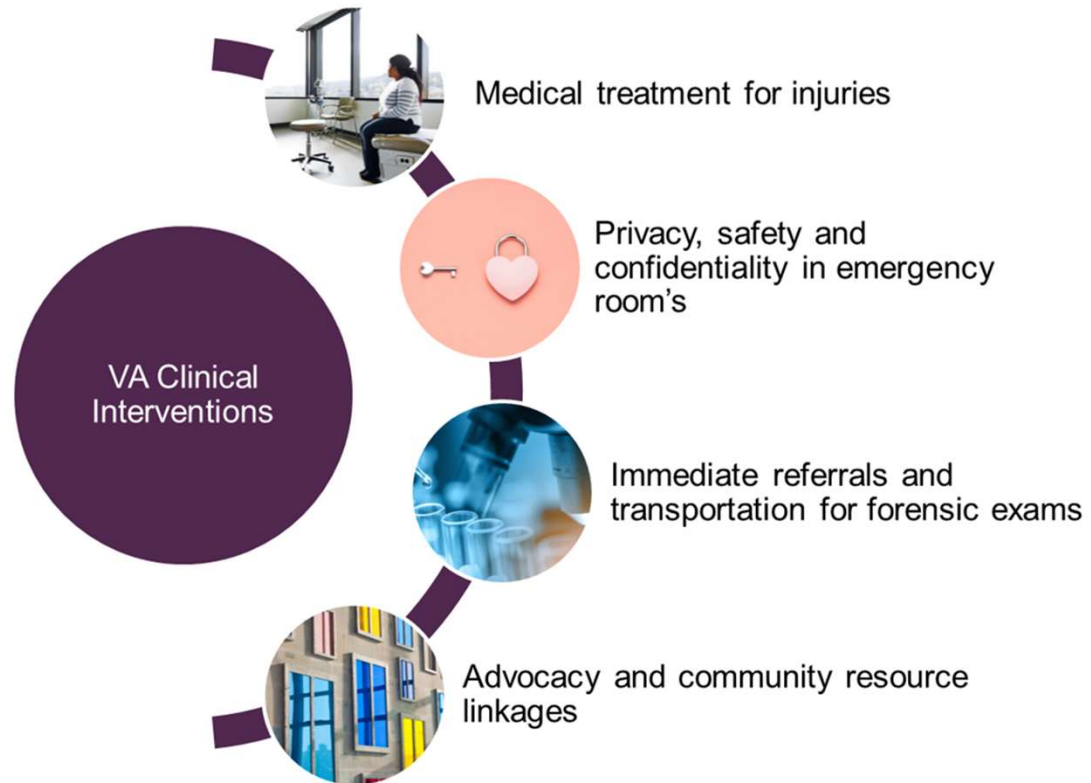 Medical treatment for injuries
Privacy, safety and
confidentiality in emergency
room's
VA Clinical
Interventions
Immediate referrals and
transportation for forensic exams
Advocacy and community resource
linkages